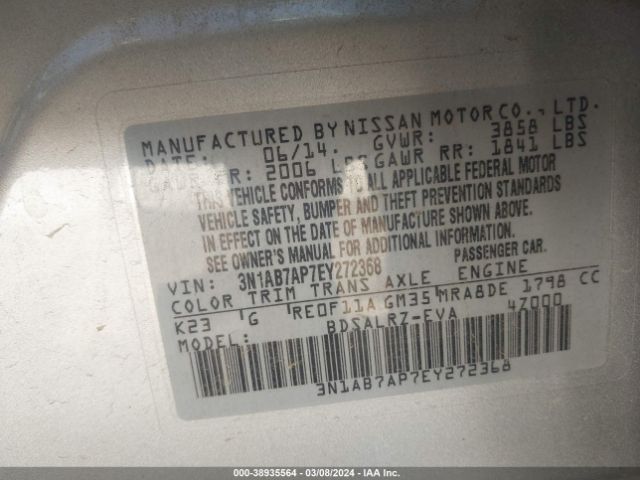 MANUFACTURED BY NISSAN MOTOR CO., LTD.
DATE: 06/14. GVWR: 3858 LBS
GAWR FR: 2006 LBS GAWR RR: 1841 LBS
THIS VEHICLE CONFORMS TO ALL APPLICABLE FEDERAL MOTOR
VEHICLE SAFETY, BUMPER AND THEFT PREVENTION STANDARDS
IN EFFECT ON THE DATE OF MANUFACTURE SHOWN ABOVE.
SEE OWNER'S MANUAL FOR ADDITIONAL INFORMATION.
VIN: 3N1AB7AP7EY272368 PASSENGER CAR.
COLOR TRIM TRANS AXLE ENGINE
K23 G RE0F11A GM35 MRA8DE 1798 CC
MODEL: BDSALRZ-EVA 4Z000
3N1AB7AP7EY272368
000-38935564 | 03/08/2024 | IAA Inc.